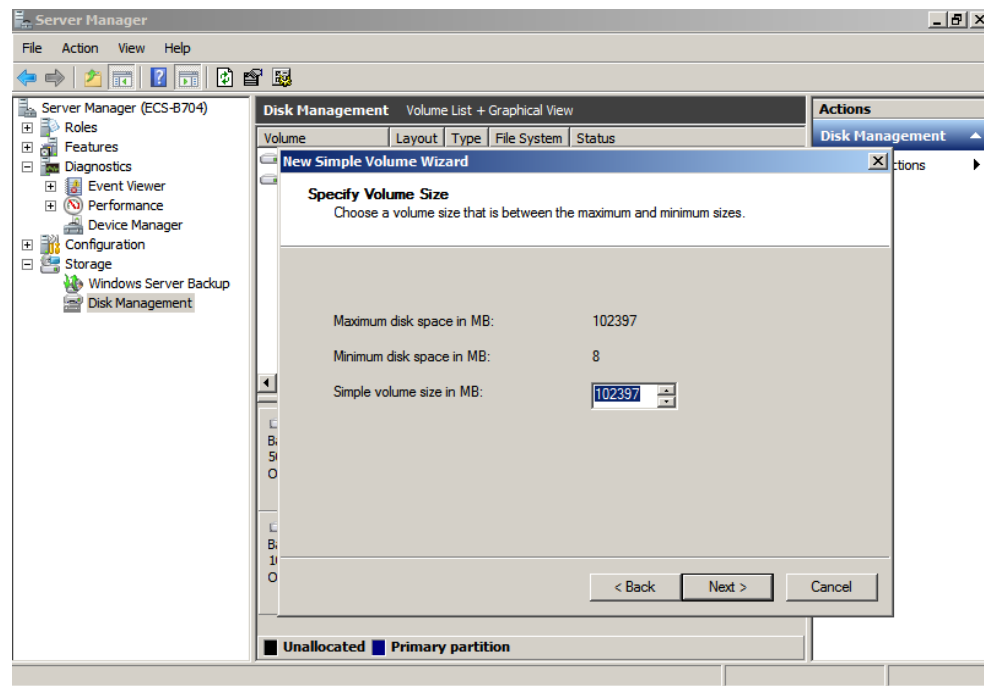 Server Manager
File Action View Help
Server Manager (ECS-B704)
Roles
Features
Diagnostics
Event Viewer
Performance
Device Manager
Configuration
Storage
Windows Server Backup
Disk Management
Disk Management Volume List + Graphical View
Volume Layout Type File System Status
New Simple Volume Wizard
Specify Volume Size
Choose a volume size that is between the maximum and minimum sizes.
Maximum disk space in MB: 102397
Minimum disk space in MB: 8
Simple volume size in MB: 102397
< Back Next > Cancel
Unallocated Primary partition
Actions
Disk Management